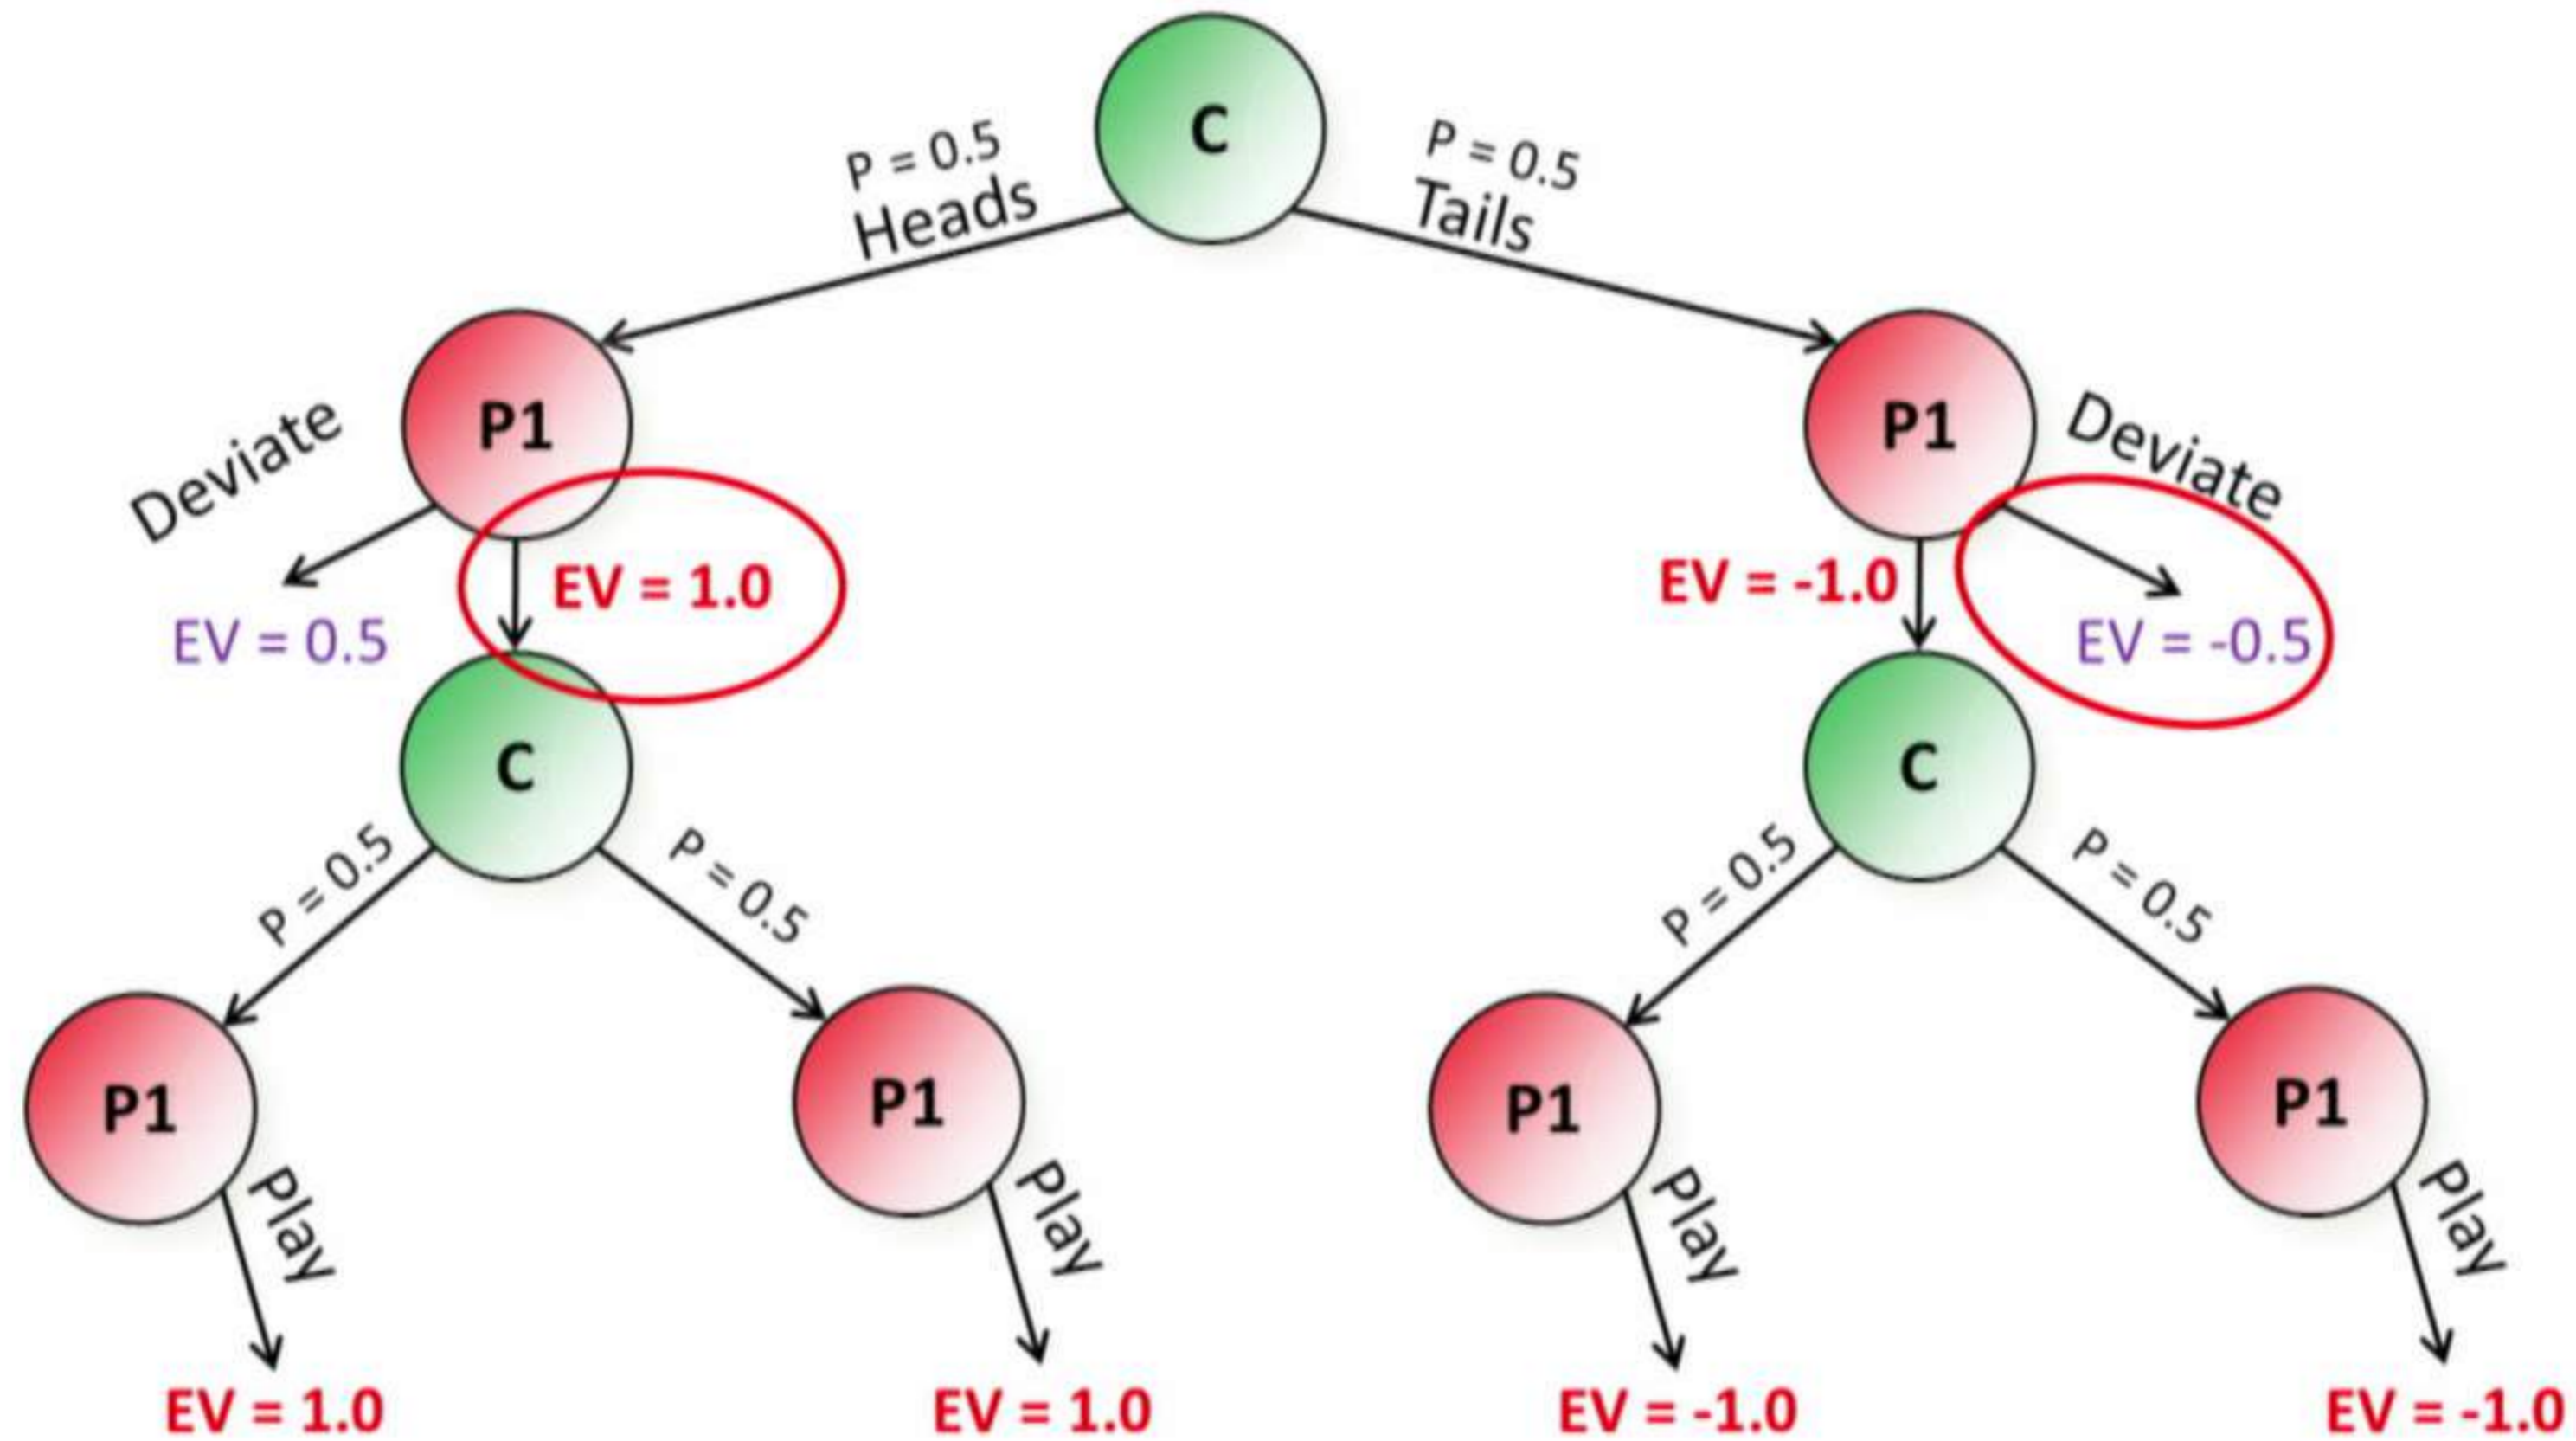 C
P = 0.5
Heads
P = 0.5
Tails
P1
P1
Deviate
Deviate
EV = 1.0
EV = -1.0
EV = 0.5
EV = -0.5
C
C
P = 0.5
P = 0.5
P = 0.5
P = 0.5
P1
P1
P1
P1
Play
Play
Play
Play
EV = 1.0
EV = 1.0
EV = -1.0
EV = -1.0